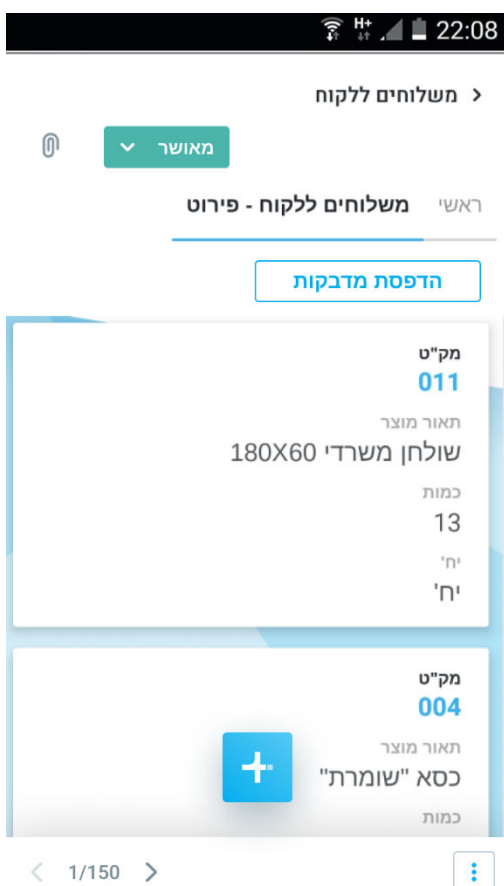 H+ 22:08
משלוחים ללקוח
מאושר
ראשי משלוחים ללקוח - פירוט
הדפסת מדבקות
מק"ט
011
תאור מוצר
שולחן משרדי 180X60
כמות
13
יח'
יח'
מק"ט
004
תאור מוצר
כסא "שומרת"
כמות
1/150